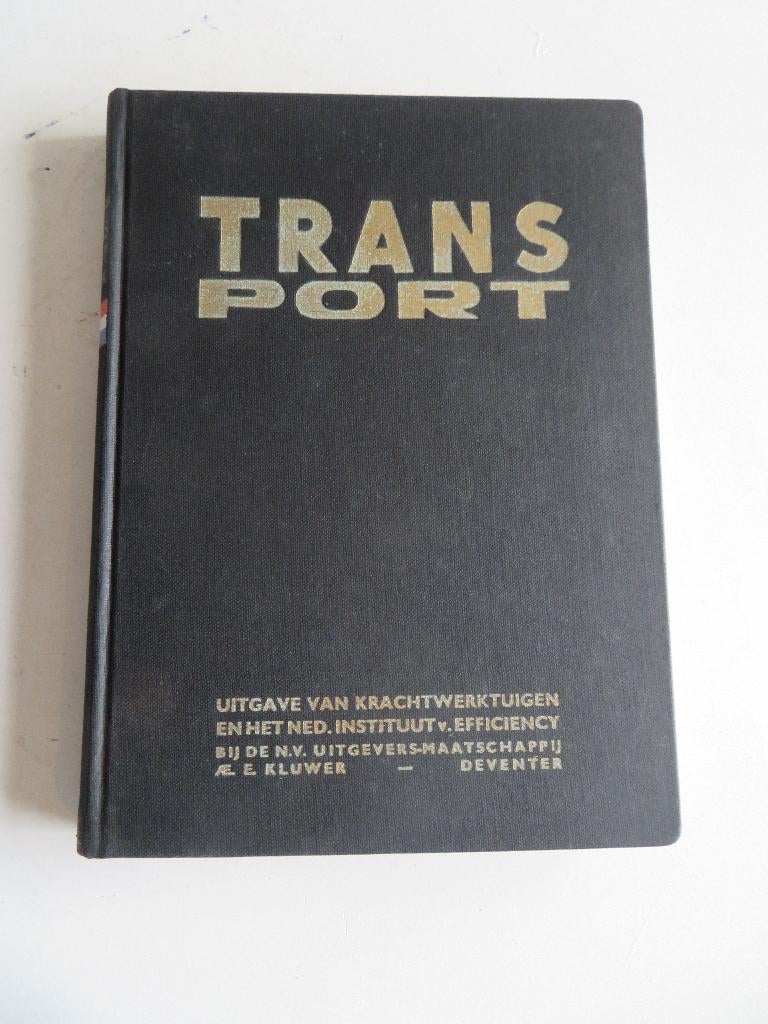 TRANS
PORT
UITGAVE VAN KRACHTWERKTUIGEN
EN HET NED. INSTITUUT v. EFFICIENCY
BIJ DE N.V. UITGEVERS-MAATSCHAPPIJ
Æ. E. KLUWER — DEVENTER